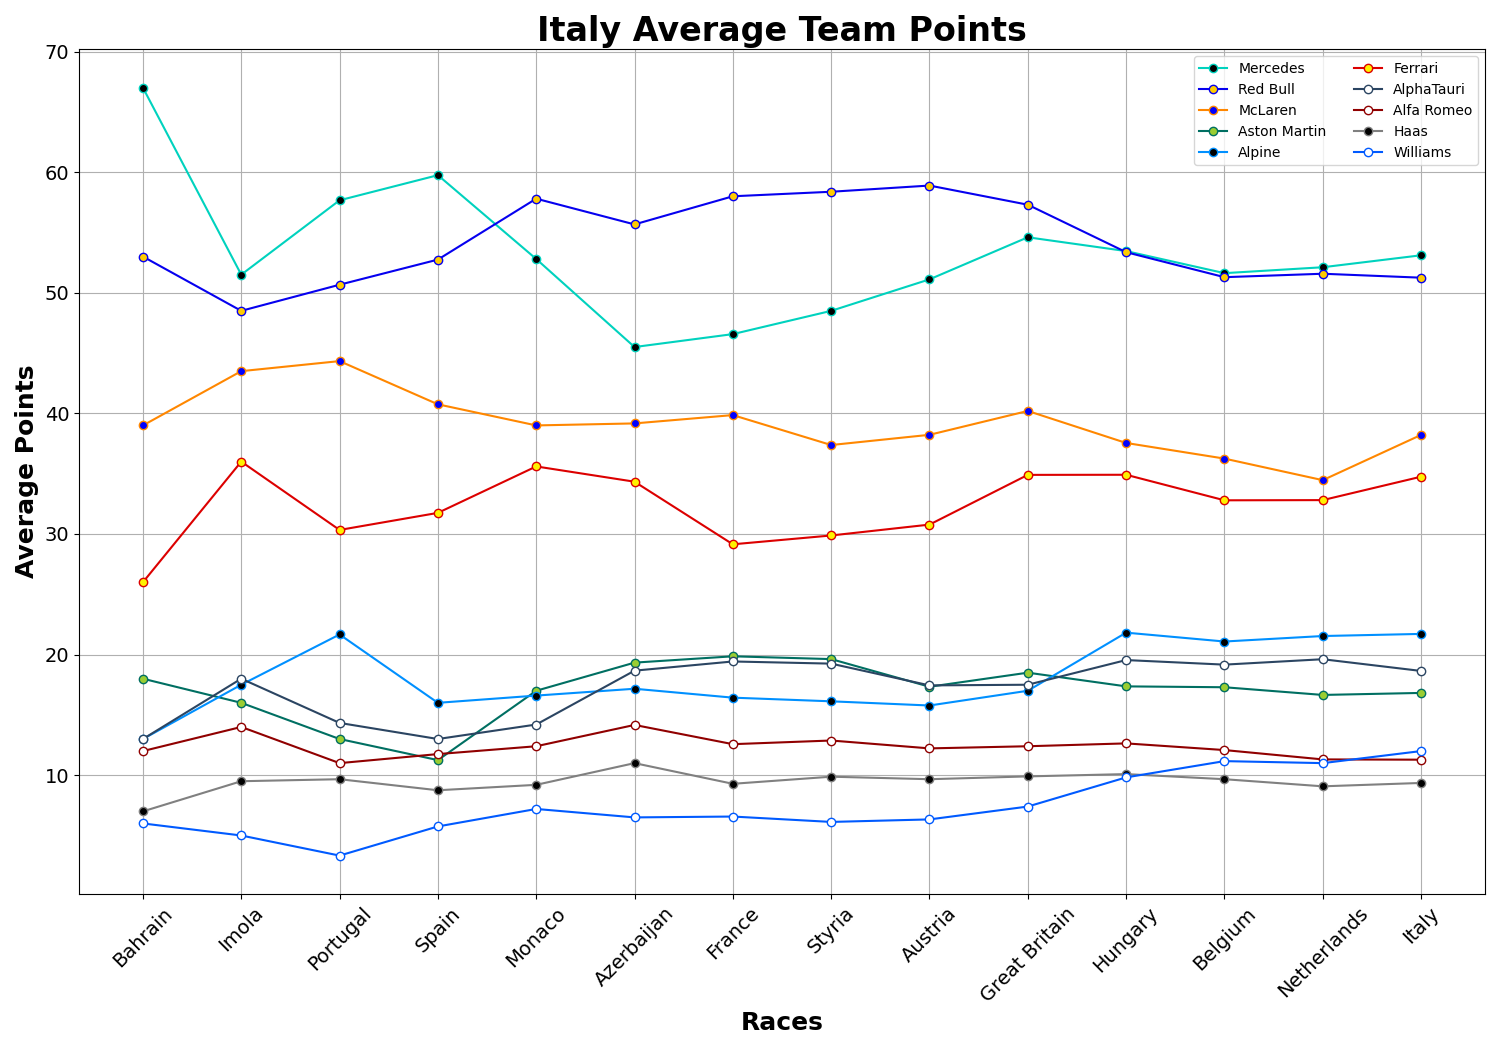 Italy Average Team Points
Mercedes
Red Bull
McLaren
Aston Martin
Alpine
Ferrari
AlphaTauri
Alfa Romeo
Haas
Williams
Average Points
70
60
50
40
30
20
10
Bahrain
Imola
Portugal
Spain
Monaco
Azerbaijan
France
Styria
Austria
Great Britain
Hungary
Belgium
Netherlands
Italy
Races